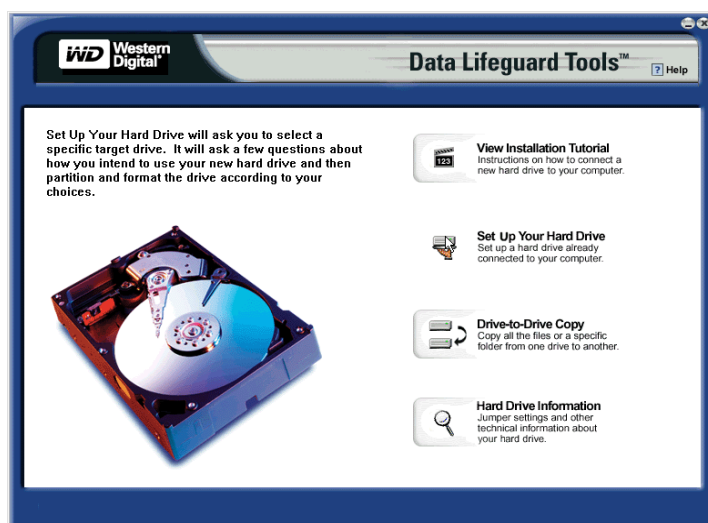 WD Western
Digital®
Data Lifeguard Tools™
? Help
Set Up Your Hard Drive will ask you to select a
specific target drive. It will ask a few questions about
how you intend to use your new hard drive and then
partition and format the drive according to your
choices.
123
View Installation Tutorial
Instructions on how to connect a
new hard drive to your computer.
Set Up Your Hard Drive
Set up a hard drive already
connected to your computer.
Drive-to-Drive Copy
Copy all the files or a specific
folder from one drive to another.
Hard Drive Information
Jumper settings and other
technical information about
your hard drive.